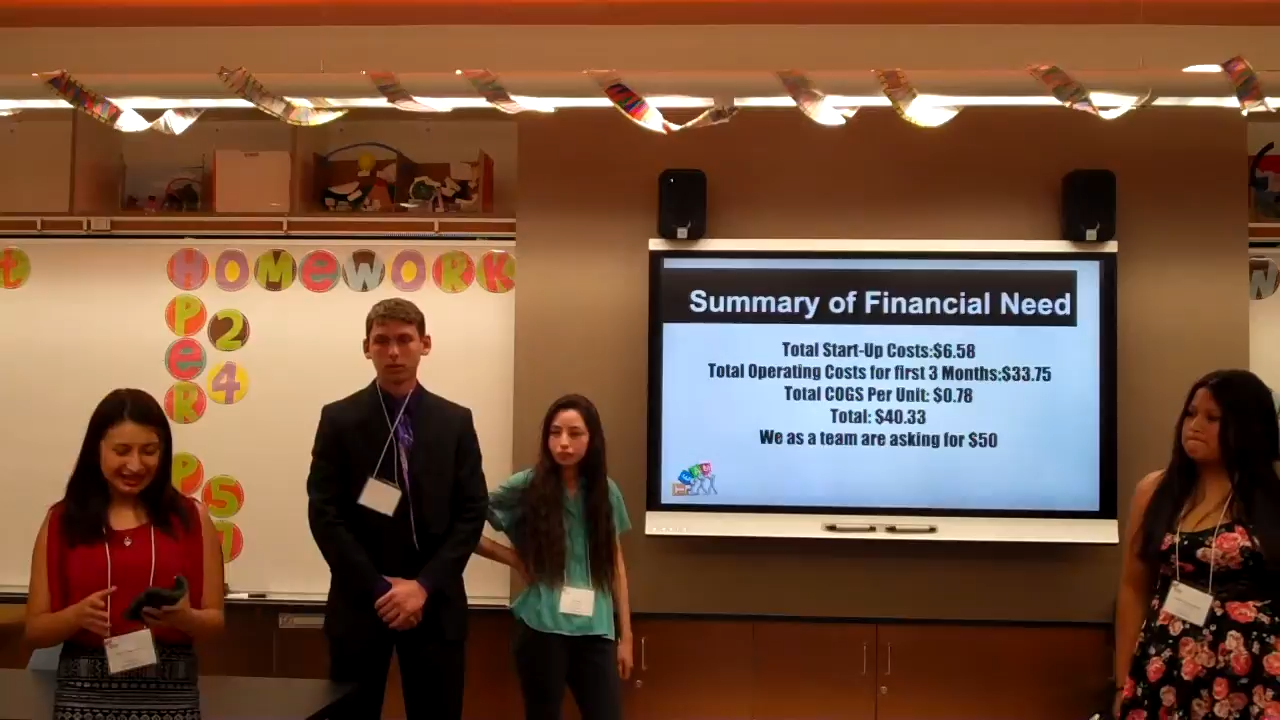 t HOMEWORK
PER 2
4
P 5
Summary of Financial Need
Total Start-Up Costs:$6.58
Total Operating Costs for first 3 Months:$33.75
Total COGS Per Unit: $0.78
Total: $40.33
We as a team are asking for $50
W